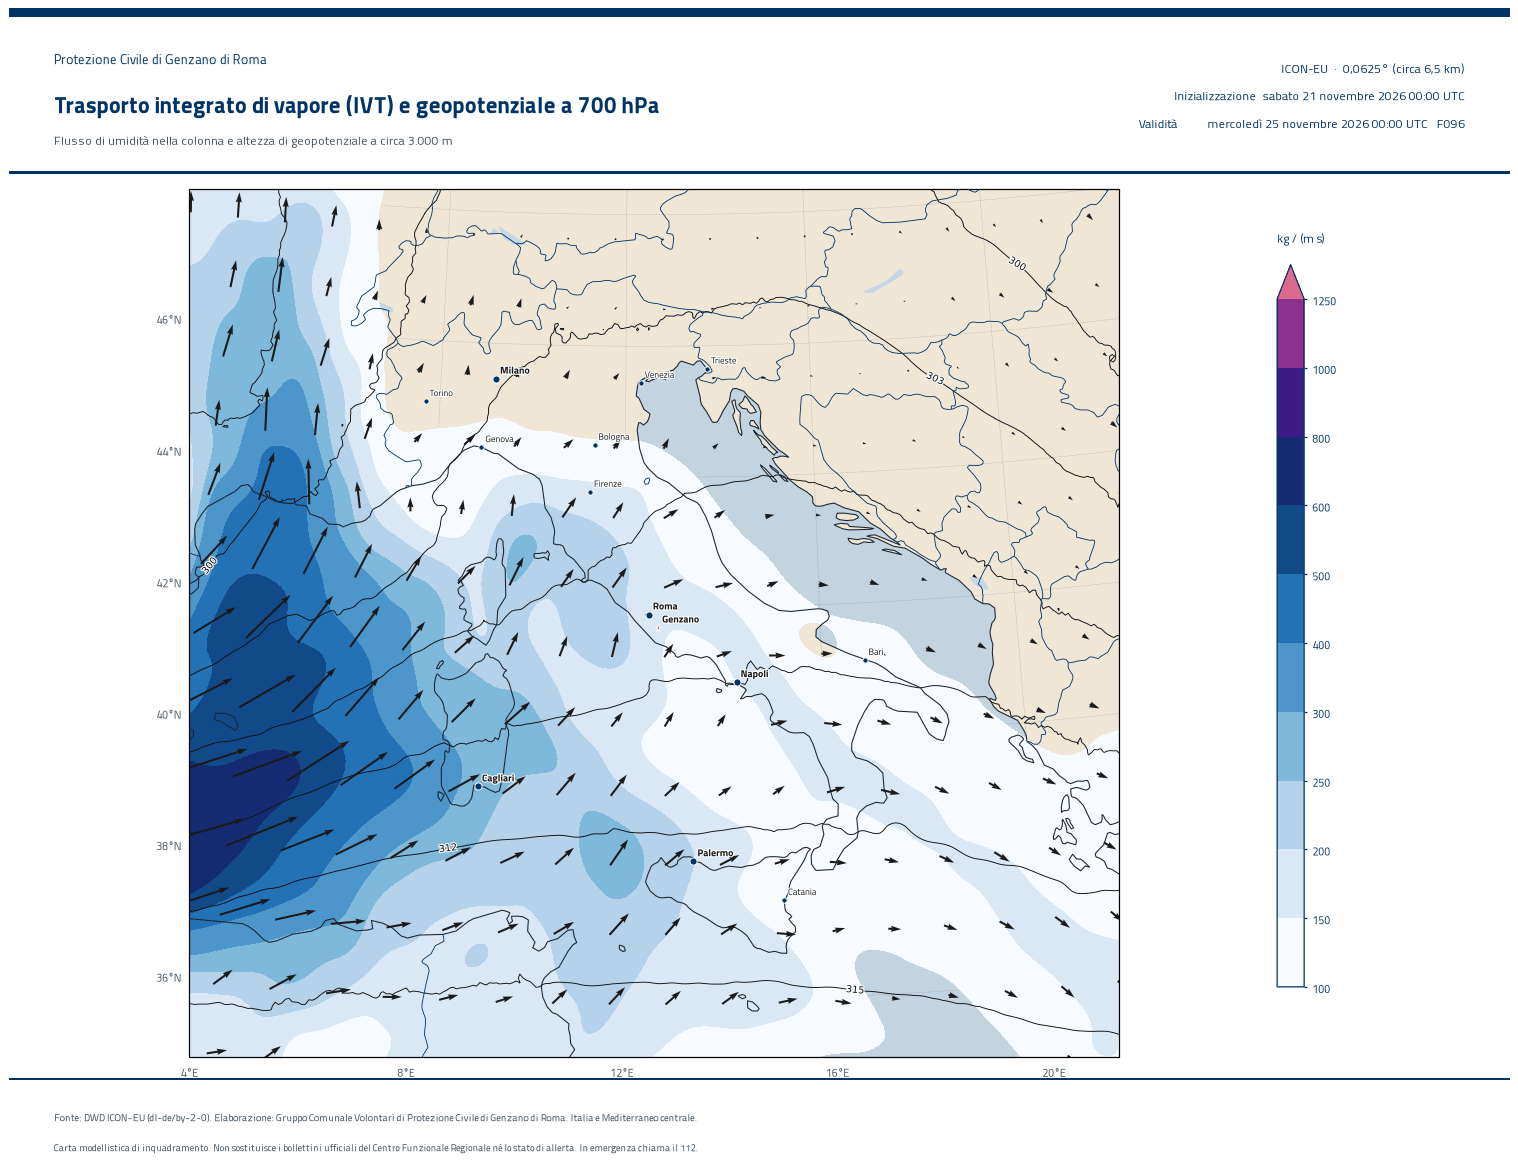 Protezione Civile di Genzano di Roma
Trasporto integrato di vapore (IVT) e geopotenziale a 700 hPa
Flusso di umidità nella colonna e altezza di geopotenziale a circa 3.000 m
ICON-EU · 0,0625° (circa 6,5 km)
Inizializzazione sabato 21 novembre 2026 00:00 UTC
Validità mercoledì 25 novembre 2026 00:00 UTC F096
kg / (m s)
1250
1000
800
600
500
400
300
250
200
150
100
46°N
44°N
42°N
40°N
38°N
36°N
4°E
8°E
12°E
16°E
20°E
300
303
Trieste
Venezia
Milano
Torino
Genova
Bologna
Firenze
300
Roma
Genzano
Bari
Napoli
Cagliari
312
Palermo
Catania
315
Fonte: DWD ICON-EU (dl-de/by-2-0). Elaborazione: Gruppo Comunale Volontari di Protezione Civile di Genzano di Roma. Italia e Mediterraneo centrale.
Carta modellistica di inquadramento. Non sostituisce i bollettini ufficiali del Centro Funzionale Regionale né lo stato di allerta. In emergenza chiama il 112.